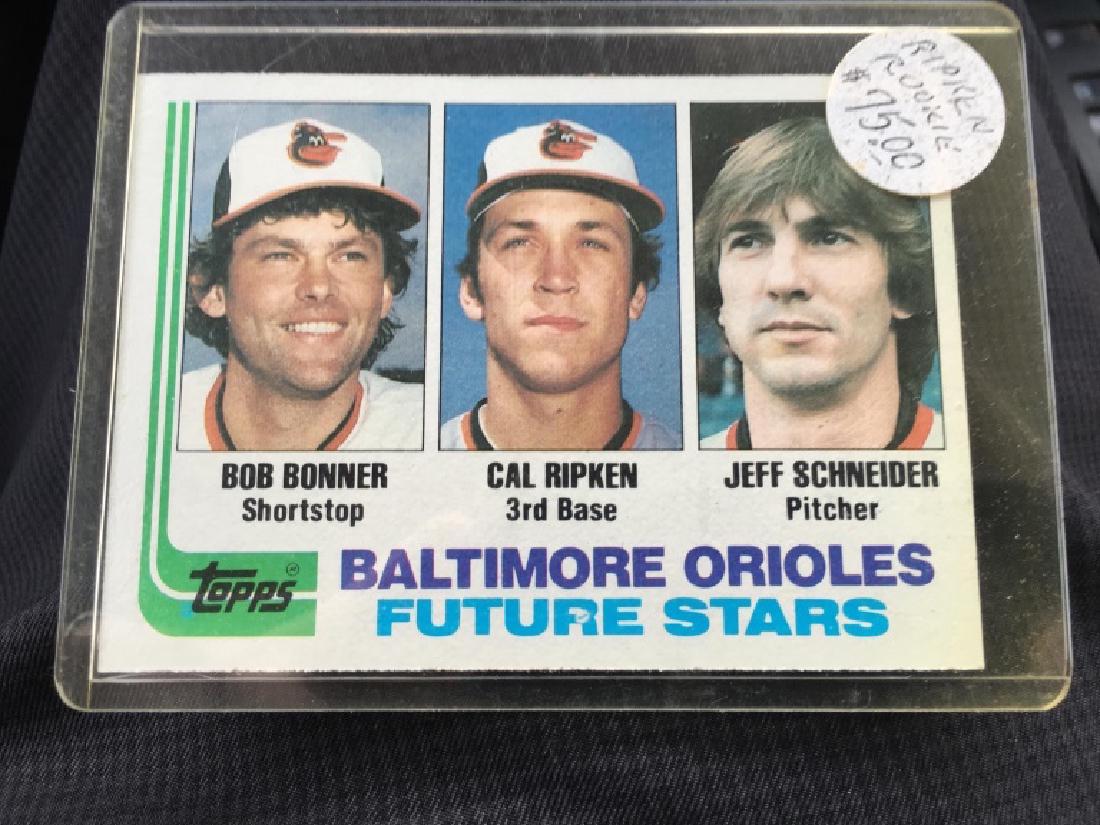 RIPKEN
ROOKIE
$75.00
BOB BONNER
Shortstop
CAL RIPKEN
3rd Base
JEFF SCHNEIDER
Pitcher
TOPPS
BALTIMORE ORIOLES
FUTURE STARS